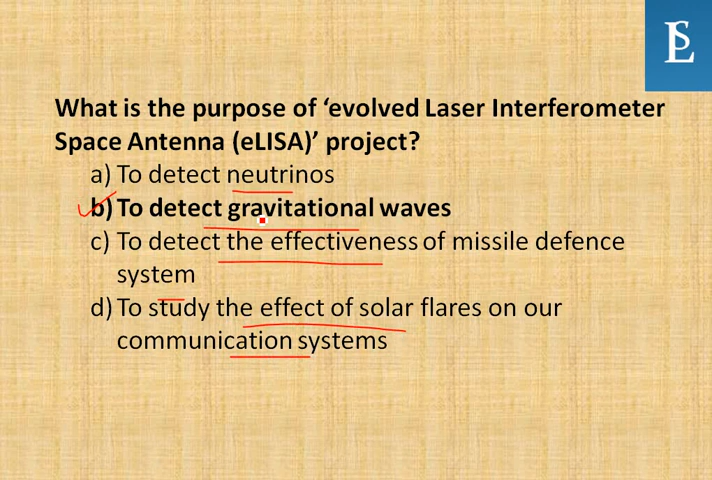 What is the purpose of ‘evolved Laser Interferometer
Space Antenna (eLISA)’ project?
a) To detect neutrinos
b) To detect gravitational waves
c) To detect the effectiveness of missile defence
system
d) To study the effect of solar flares on our
communication systems